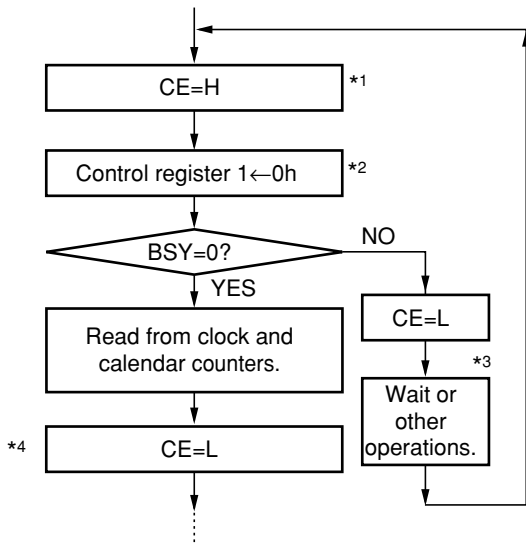 CE=H
*1
Control register 1←0h
*2
BSY=0?
NO
YES
Read from clock and
calendar counters.
CE=L
*3
Wait or
other
operations.
*4
CE=L